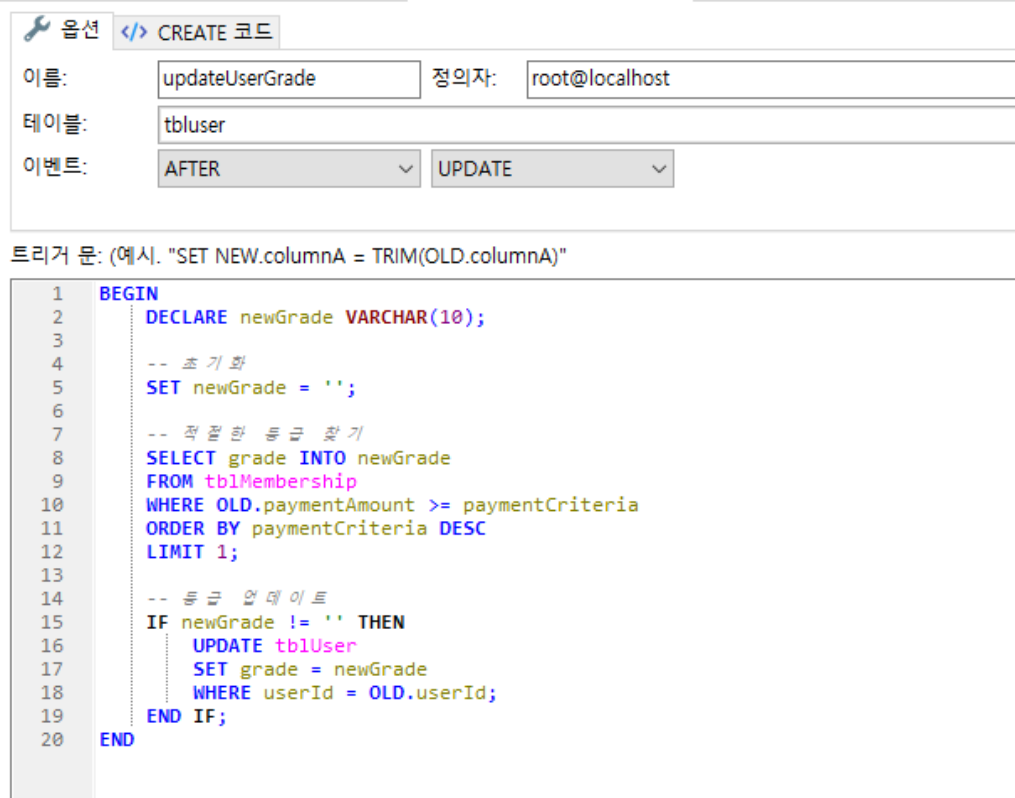 옵션 </> CREATE 코드
이름: updateUserGrade 정의자: root@localhost
테이블: tbluser
이벤트: AFTER UPDATE
트리거 문: (예시. "SET NEW.columnA = TRIM(OLD.columnA)"
1 BEGIN
2 DECLARE newGrade VARCHAR(10);
3
4 -- 초기화
5 SET newGrade = '';
6
7 -- 적절한 등급 찾기
8 SELECT grade INTO newGrade
9 FROM tblMembership
10 WHERE OLD.paymentAmount >= paymentCriteria
11 ORDER BY paymentCriteria DESC
12 LIMIT 1;
13
14 -- 등급 업데이트
15 IF newGrade != '' THEN
16 UPDATE tblUser
17 SET grade = newGrade
18 WHERE userId = OLD.userId;
19 END IF;
20 END